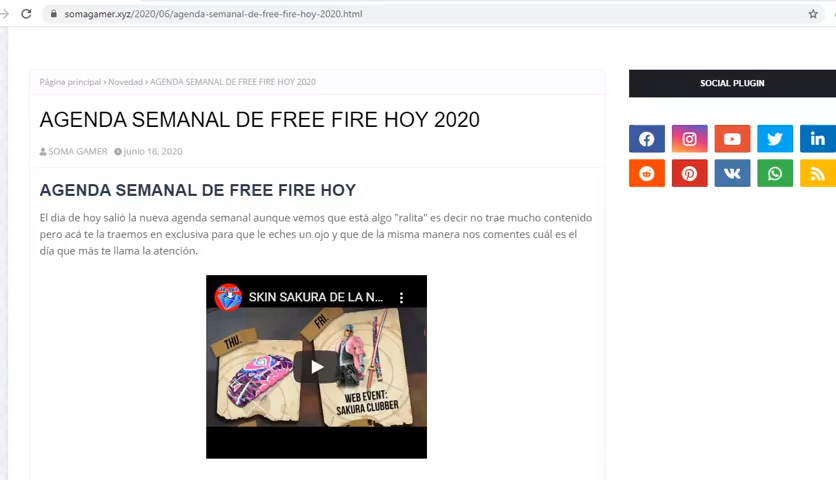 somagamer.xyz/2020/06/agenda-semanal-de-free-fire-hoy-2020.html
Página principal › Novedad › AGENDA SEMANAL DE FREE FIRE HOY 2020
AGENDA SEMANAL DE FREE FIRE HOY 2020
SOMA GAMER junio 16, 2020
AGENDA SEMANAL DE FREE FIRE HOY
El dia de hoy salió la nueva agenda semanal aunque vemos que está algo "ralita" es decir no trae mucho contenido
pero acá te la traemos en exclusiva para que le eches un ojo y que de la misma manera nos comentes cuál es el
día que más te llama la atención.
SKIN SAKURA DE LA N...
THU.
FRI.
WEB EVENT:
SAKURA CLUBBER
SOCIAL PLUGIN